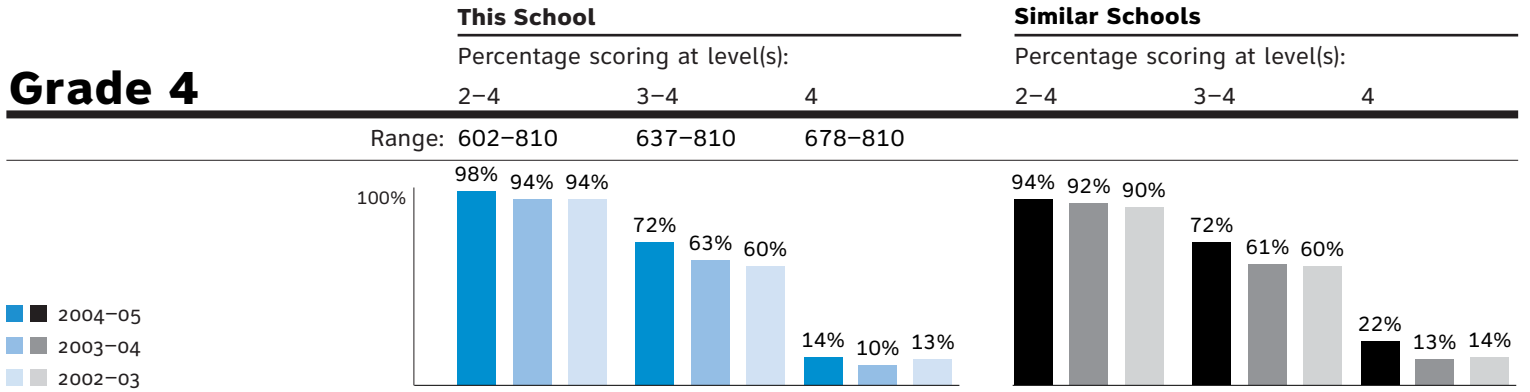 This School Similar Schools
Percentage scoring at level(s): Percentage scoring at level(s):
Grade 4 2–4 3–4 4 2–4 3–4 4
Range: 602–810 637–810 678–810
100%
98% 94% 94% 72% 63% 60% 14% 10% 13%
94% 92% 90% 72% 61% 60% 22% 13% 14%
2004–05
2003–04
2002–03